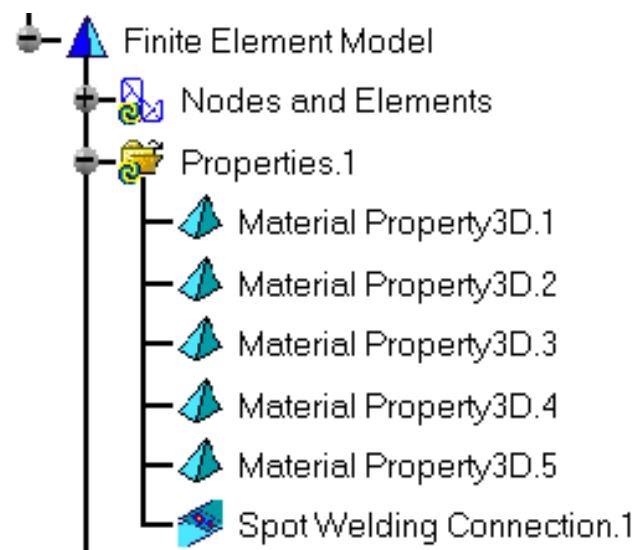 Finite Element Model
Nodes and Elements
Properties.1
Material Property3D.1
Material Property3D.2
Material Property3D.3
Material Property3D.4
Material Property3D.5
Spot Welding Connection.1